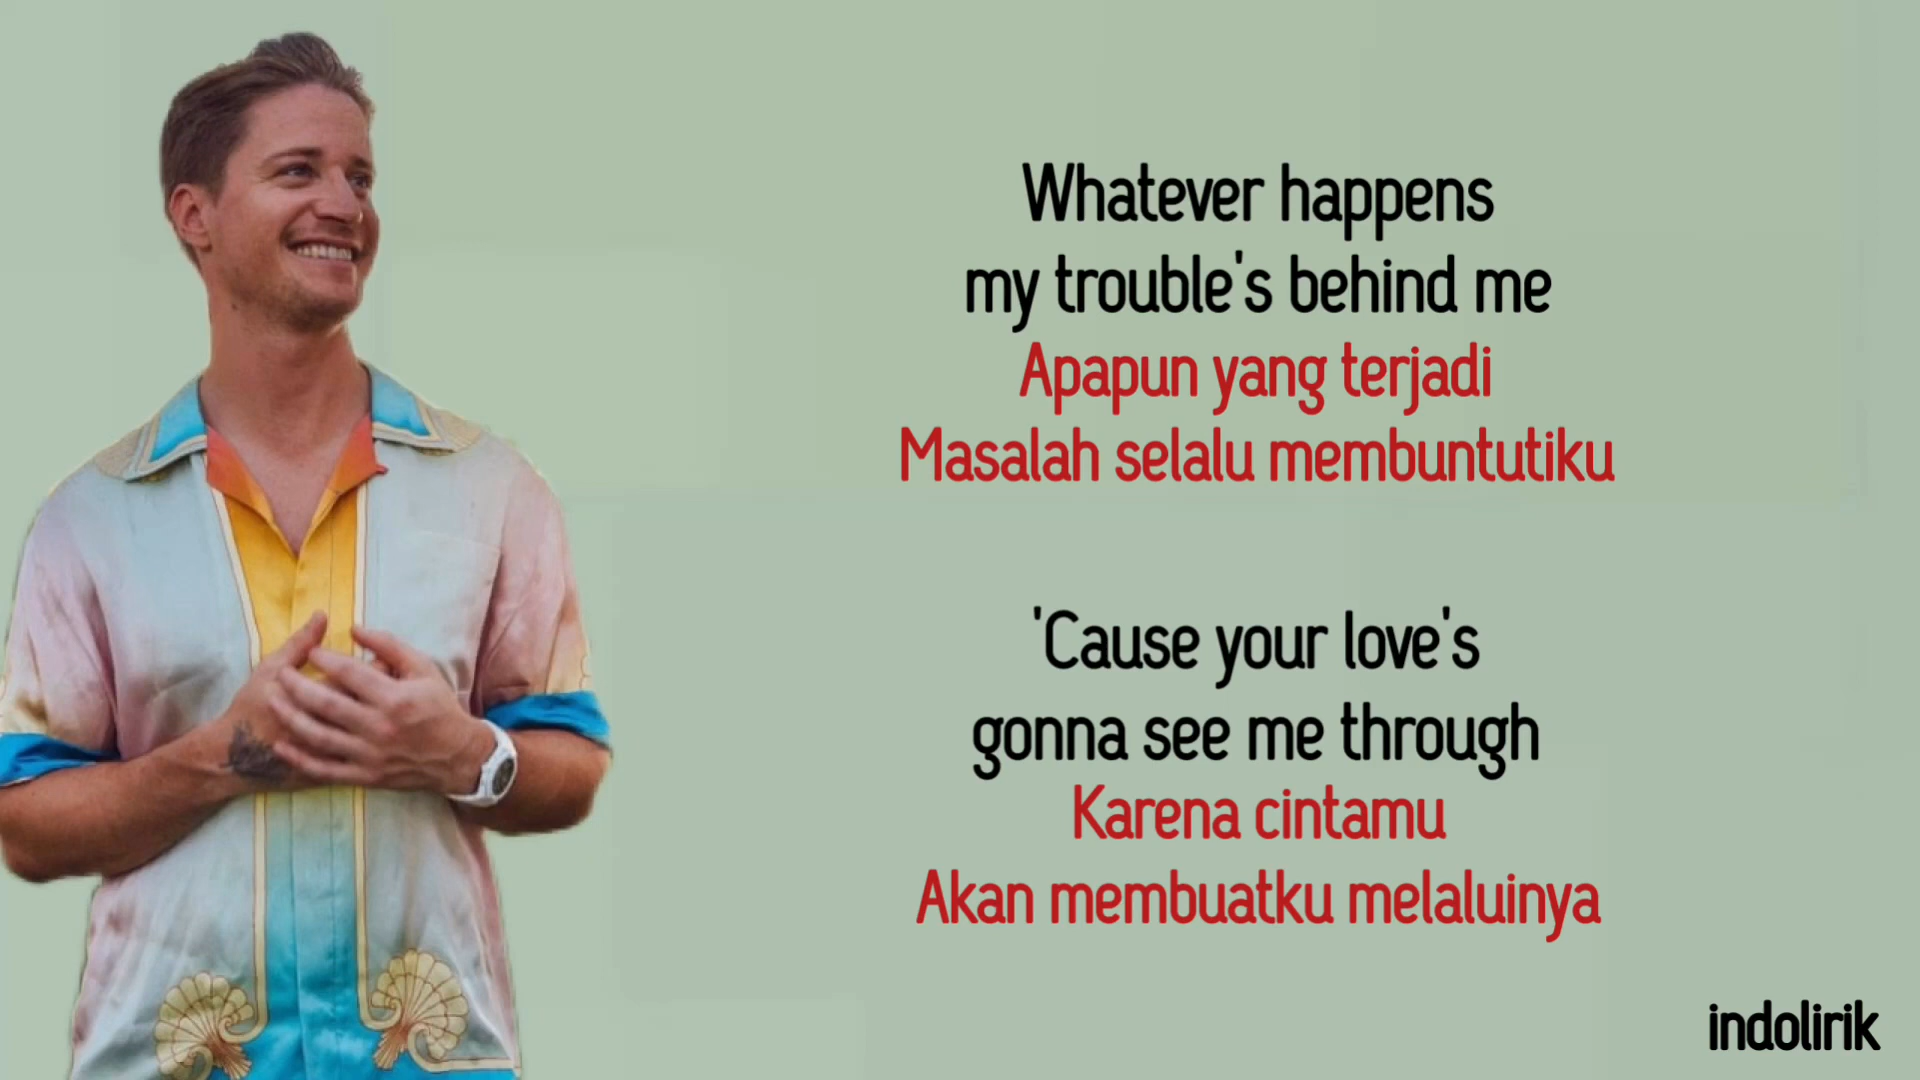 Whatever happens
my trouble's behind me
Apapun yang terjadi
Masalah selalu membuntutiku
'Cause your love's
gonna see me through
Karena cintamu
Akan membuatku melaluinya
indolirik